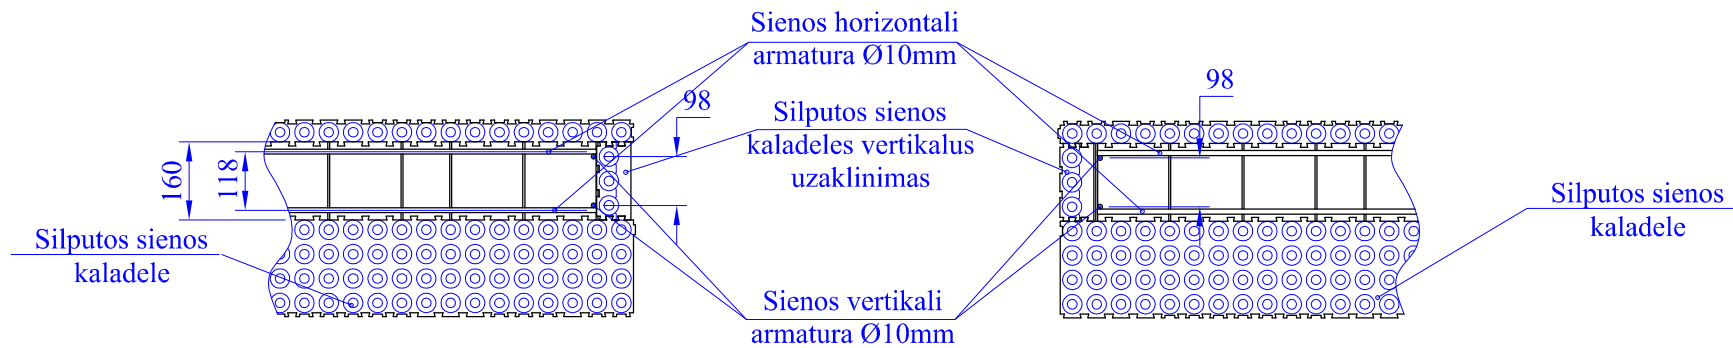 Sienos horizontali
armatura Ø10mm
98
98
Silputos sienos
kaladeles vertikalus
uzaklinimas
160
118
Silputos sienos
kaladele
Silputos sienos
kaladele
Sienos vertikali
armatura Ø10mm